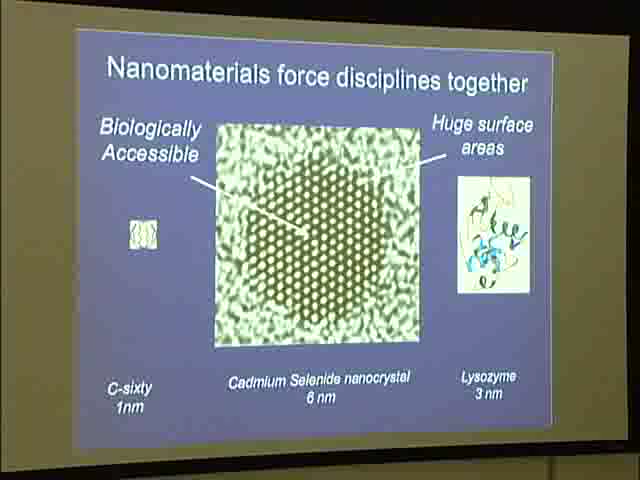 Nanomaterials force disciplines together
Biologically
Accessible
Huge surface
areas
C-sixty
1nm
Cadmium Selenide nanocrystal
6 nm
Lysozyme
3 nm